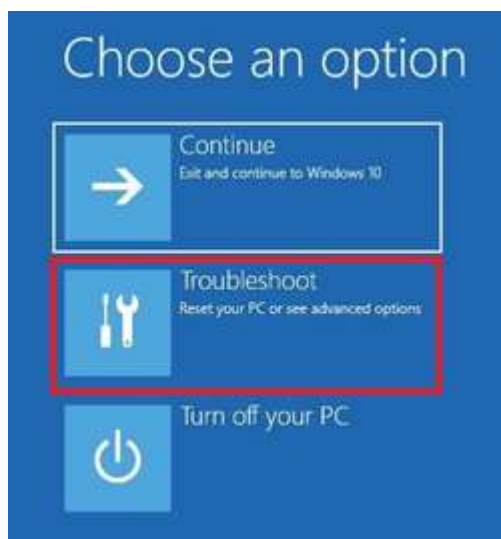 Choose an option
Continue
Exit and continue to Windows 10
Troubleshoot
Reset your PC or see advanced options
Turn off your PC